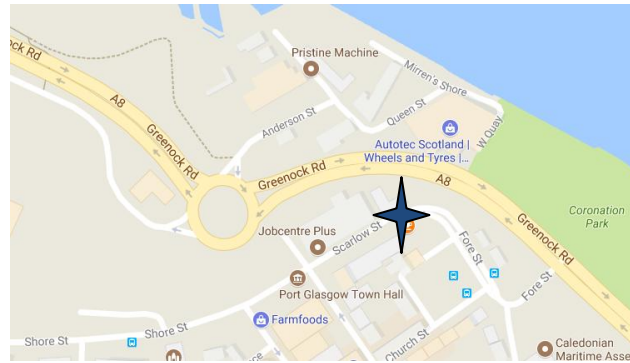 ck Rd
A8
Greenock Rd
Pristine Machine
Mirren's Shore
Anderson St
Queen St
W Quay
Autotec Scotland |
Wheels and Tyres |...
Greenock Rd
A8
Coronation
Park
Greenock Rd
Jobcentre Plus
Scarlow St
Fore St
Fore St
Port Glasgow Town Hall
Farmfoods
Shore St
Shore St
Church St
Caledonian
Maritime Asse